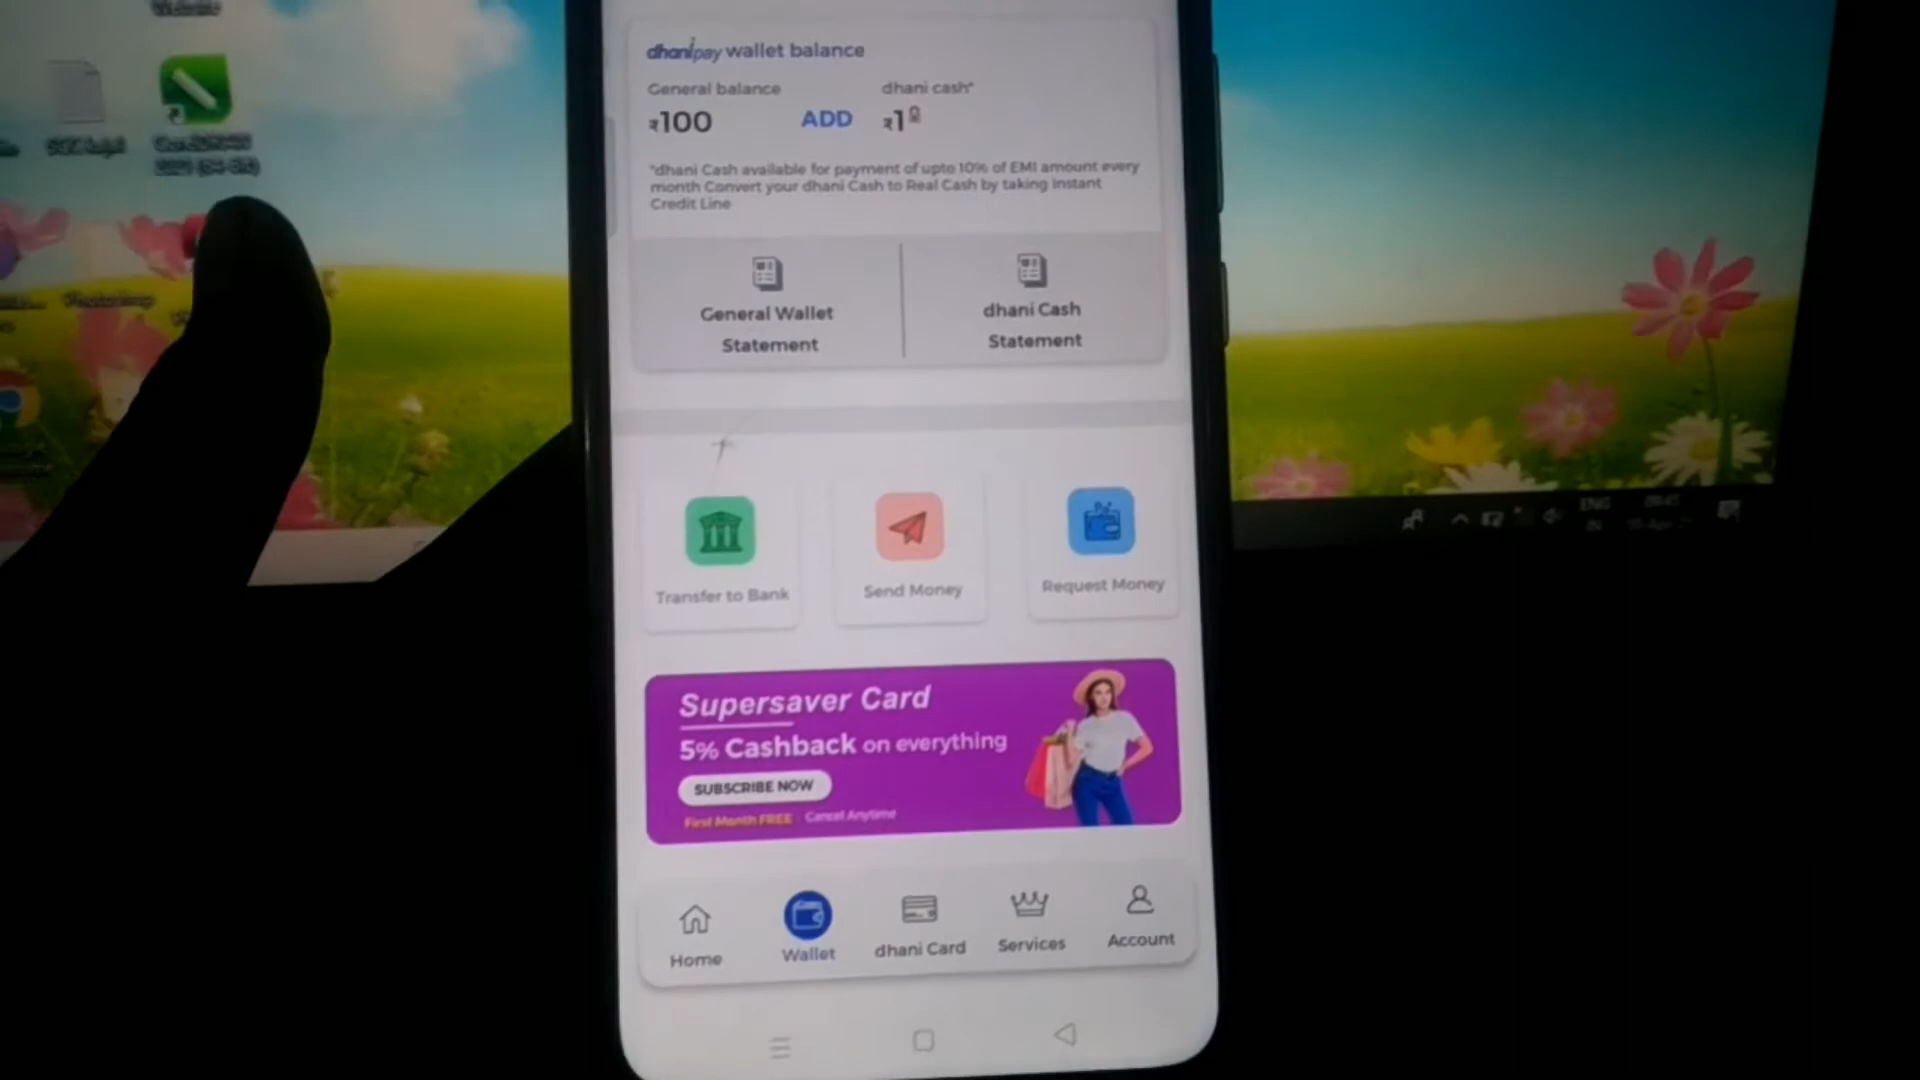 dhanipay wallet balance
General balance
dhani cash*
₹100
ADD
₹1
*dhani Cash available for payment of upto 10% of EMI amount every
month Convert your dhani Cash to Real Cash by taking Instant
Credit Line
General Wallet
Statement
dhani Cash
Statement
Transfer to Bank
Send Money
Request Money
Supersaver Card
5% Cashback on everything
SUBSCRIBE NOW
First Month FREE
Cancel Anytime
Home
Wallet
dhani Card
Services
Account
Photoshop
ENG
IN